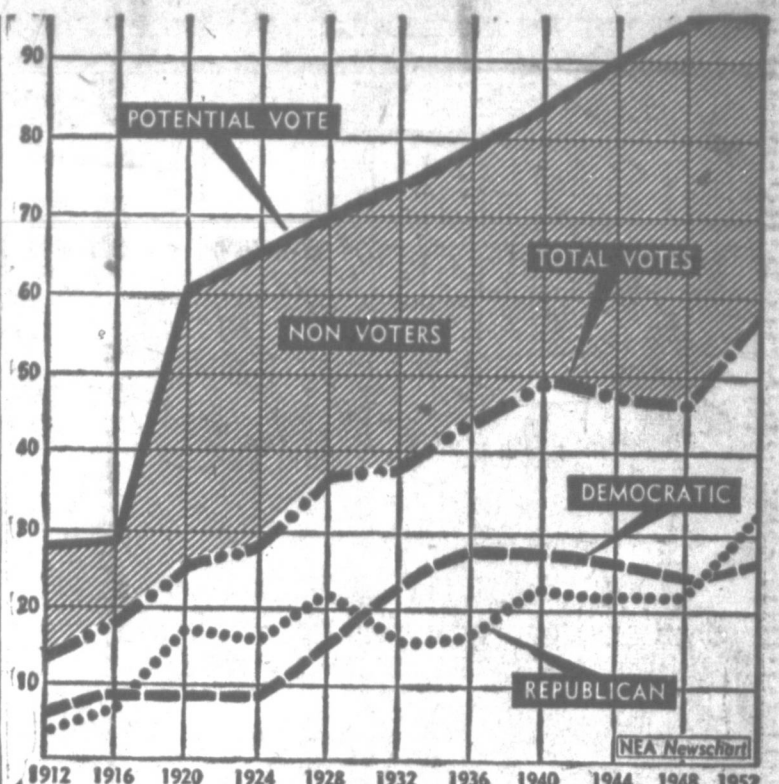 90
POTENTIAL VOTE
80
70
TOTAL VOTES
60
NON VOTERS
50
40
DEMOCRATIC
30
20
10
REPUBLICAN
NEA Newschart
1912 1916 1920 1924 1928 1932 1936 1940 1944 1948 1952